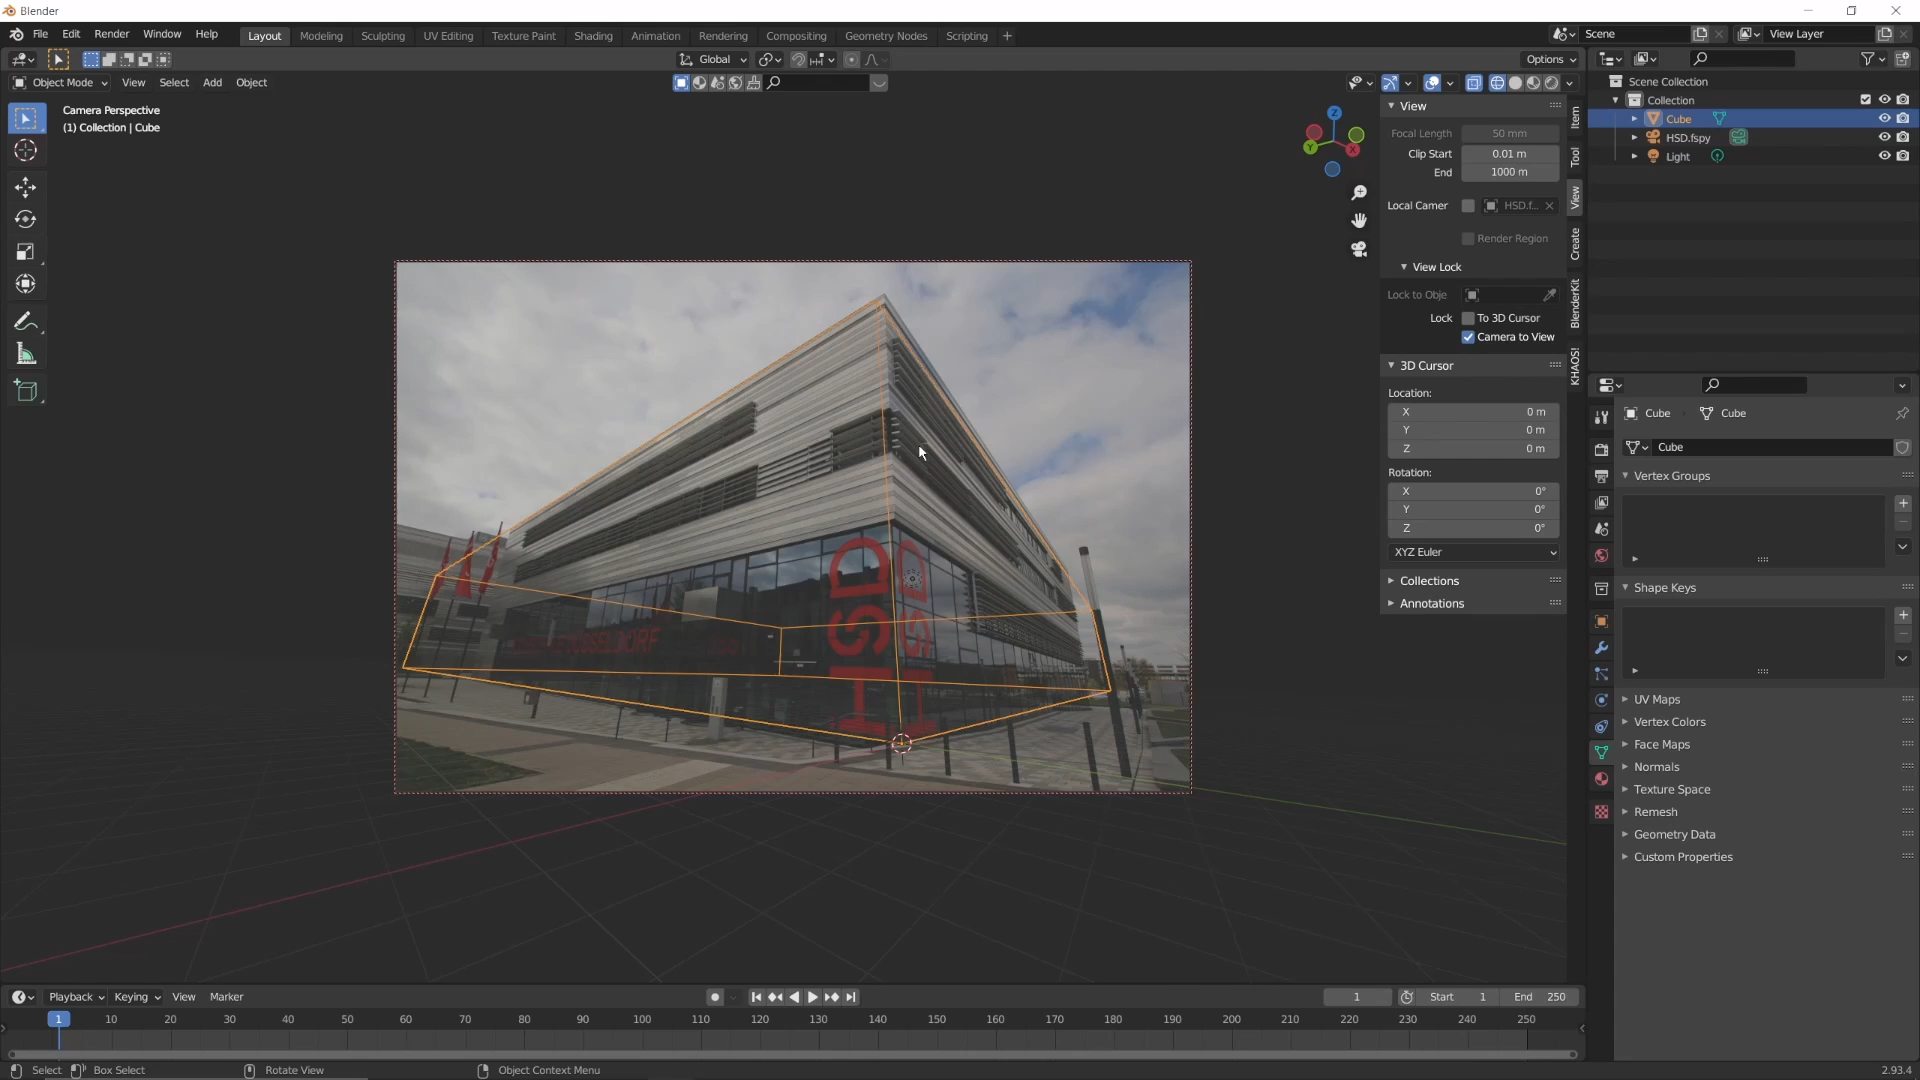 Blender
File Edit Render Window Help Layout Modeling Sculpting UV Editing Texture Paint Shading Animation Rendering Compositing Geometry Nodes Scripting + Scene View Layer
Global Options
Object Mode View Select Add Object
Camera Perspective
(1) Collection | Cube
Z
Y
X
View
Focal Length 50 mm
Clip Start 0.01 m
End 1000 m
Local Camer HSD.f...
Render Region
View Lock
Lock to Obje
Lock To 3D Cursor
Camera to View
3D Cursor
Location:
X 0 m
Y 0 m
Z 0 m
Rotation:
X 0°
Y 0°
Z 0°
XYZ Euler
Collections
Annotations
Item
Tool
View
Create
BlenderKit
KHAOS!
Scene Collection
Collection
Cube
HSD.fspy
Light
Cube Cube
Cube
Vertex Groups
Shape Keys
UV Maps
Vertex Colors
Face Maps
Normals
Texture Space
Remesh
Geometry Data
Custom Properties
HSD
HSD
Playback Keying View Marker
1 Start 1 End 250
1 10 20 30 40 50 60 70 80 90 100 110 120 130 140 150 160 170 180 190 200 210 220 230 240 250
Select Box Select Rotate View Object Context Menu 2.93.4